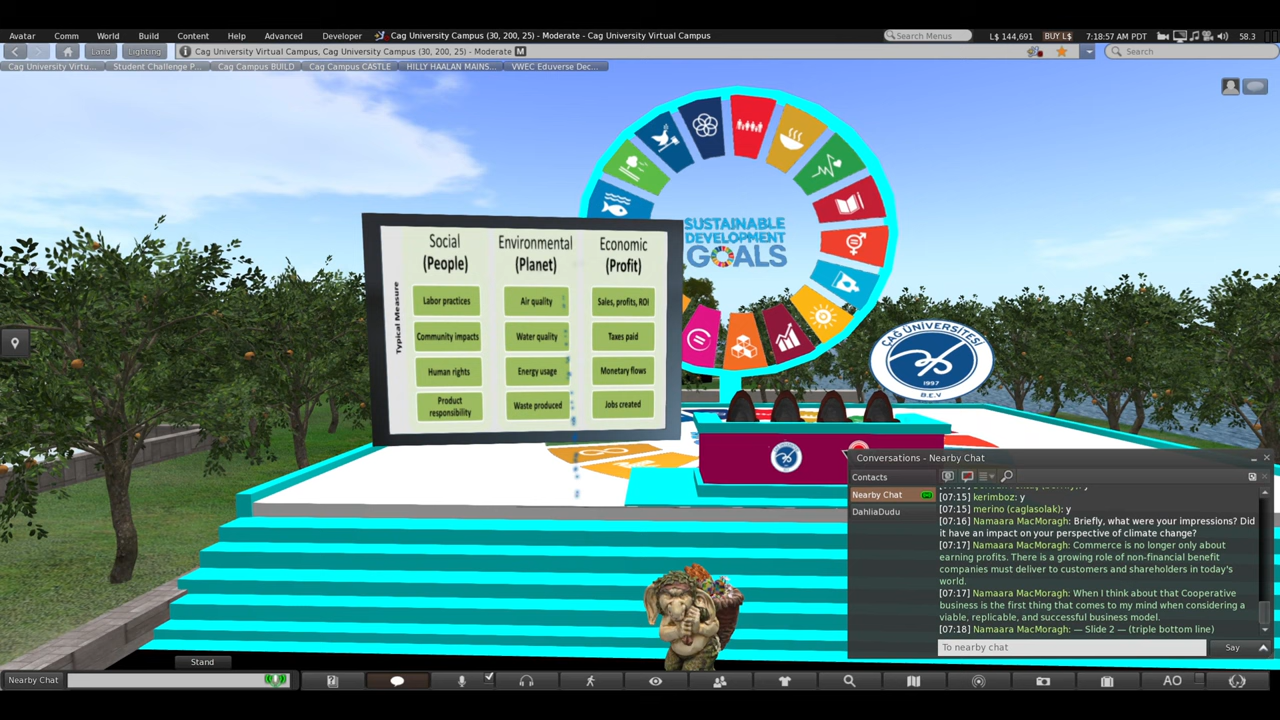 Avatar Comm World Build Content Help Advanced Developer Cag University Campus (30, 200, 25) - Moderate - Cag University Virtual Campus Search Menus L$ 144,691 BUY L$ 7:18:57 AM PDT 58.3
Land Lighting Cag University Virtual Campus, Cag University Campus (30, 200, 25) - Moderate M Search
Cag University Virtu... Student Challenge P... Cag Campus BUILD Cag Campus CASTLE HILLY HAALAN MAINS... VWEC Eduverse Dec...
SUSTAINABLE
DEVELOPMENT
GOALS
Typical Measure
Social
(People)
Labor practices
Community impacts
Human rights
Product
responsibility
Environmental
(Planet)
Air quality
Water quality
Energy usage
Waste produced
Economic
(Profit)
Sales, profits, ROI
Taxes paid
Monetary flows
Jobs created
ÇAĞ ÜNİVERSİTESİ
1997
B.E.V
Conversations - Nearby Chat
Contacts
Nearby Chat
DahliaDudu
[07:15] kerimboz: y
[07:15] merino (caglasolak): y
[07:16] Namaara MacMoragh: Briefly, what were your impressions? Did
it have an impact on your perspective of climate change?
[07:17] Namaara MacMoragh: Commerce is no longer only about
earning profits. There is a growing role of non-financial benefit
companies must deliver to customers and shareholders in today's
world.
[07:17] Namaara MacMoragh: When I think about that Cooperative
business is the first thing that comes to my mind when considering a
viable, replicable, and successful business model.
[07:18] Namaara MacMoragh: — Slide 2 — (triple bottom line)
To nearby chat Say
Stand
Nearby Chat AO